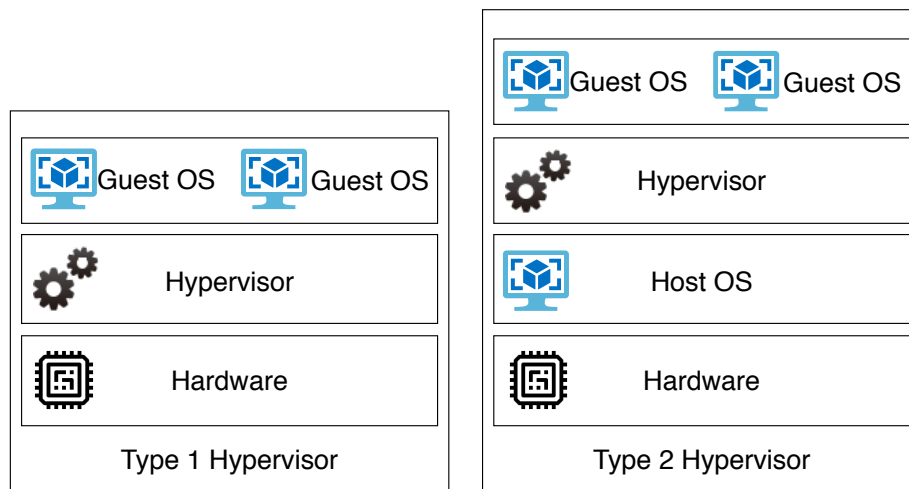 Guest OS Guest OS
Hypervisor
Hardware
Type 1 Hypervisor
Guest OS Guest OS
Hypervisor
Host OS
Hardware
Type 2 Hypervisor